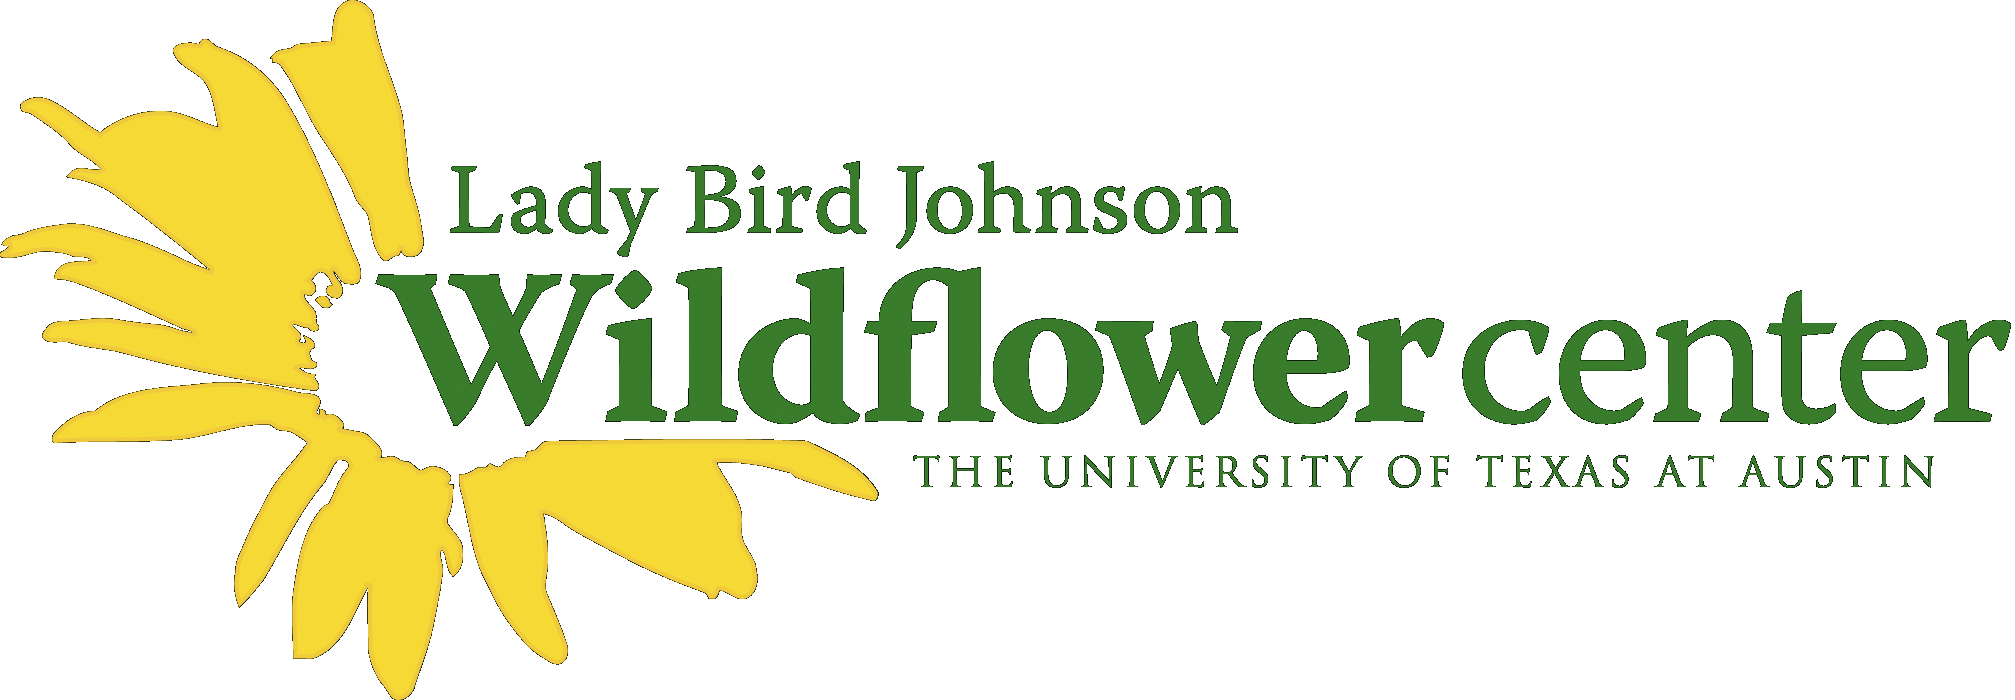 Lady Bird Johnson
Wildflower center
THE UNIVERSITY OF TEXAS AT AUSTIN